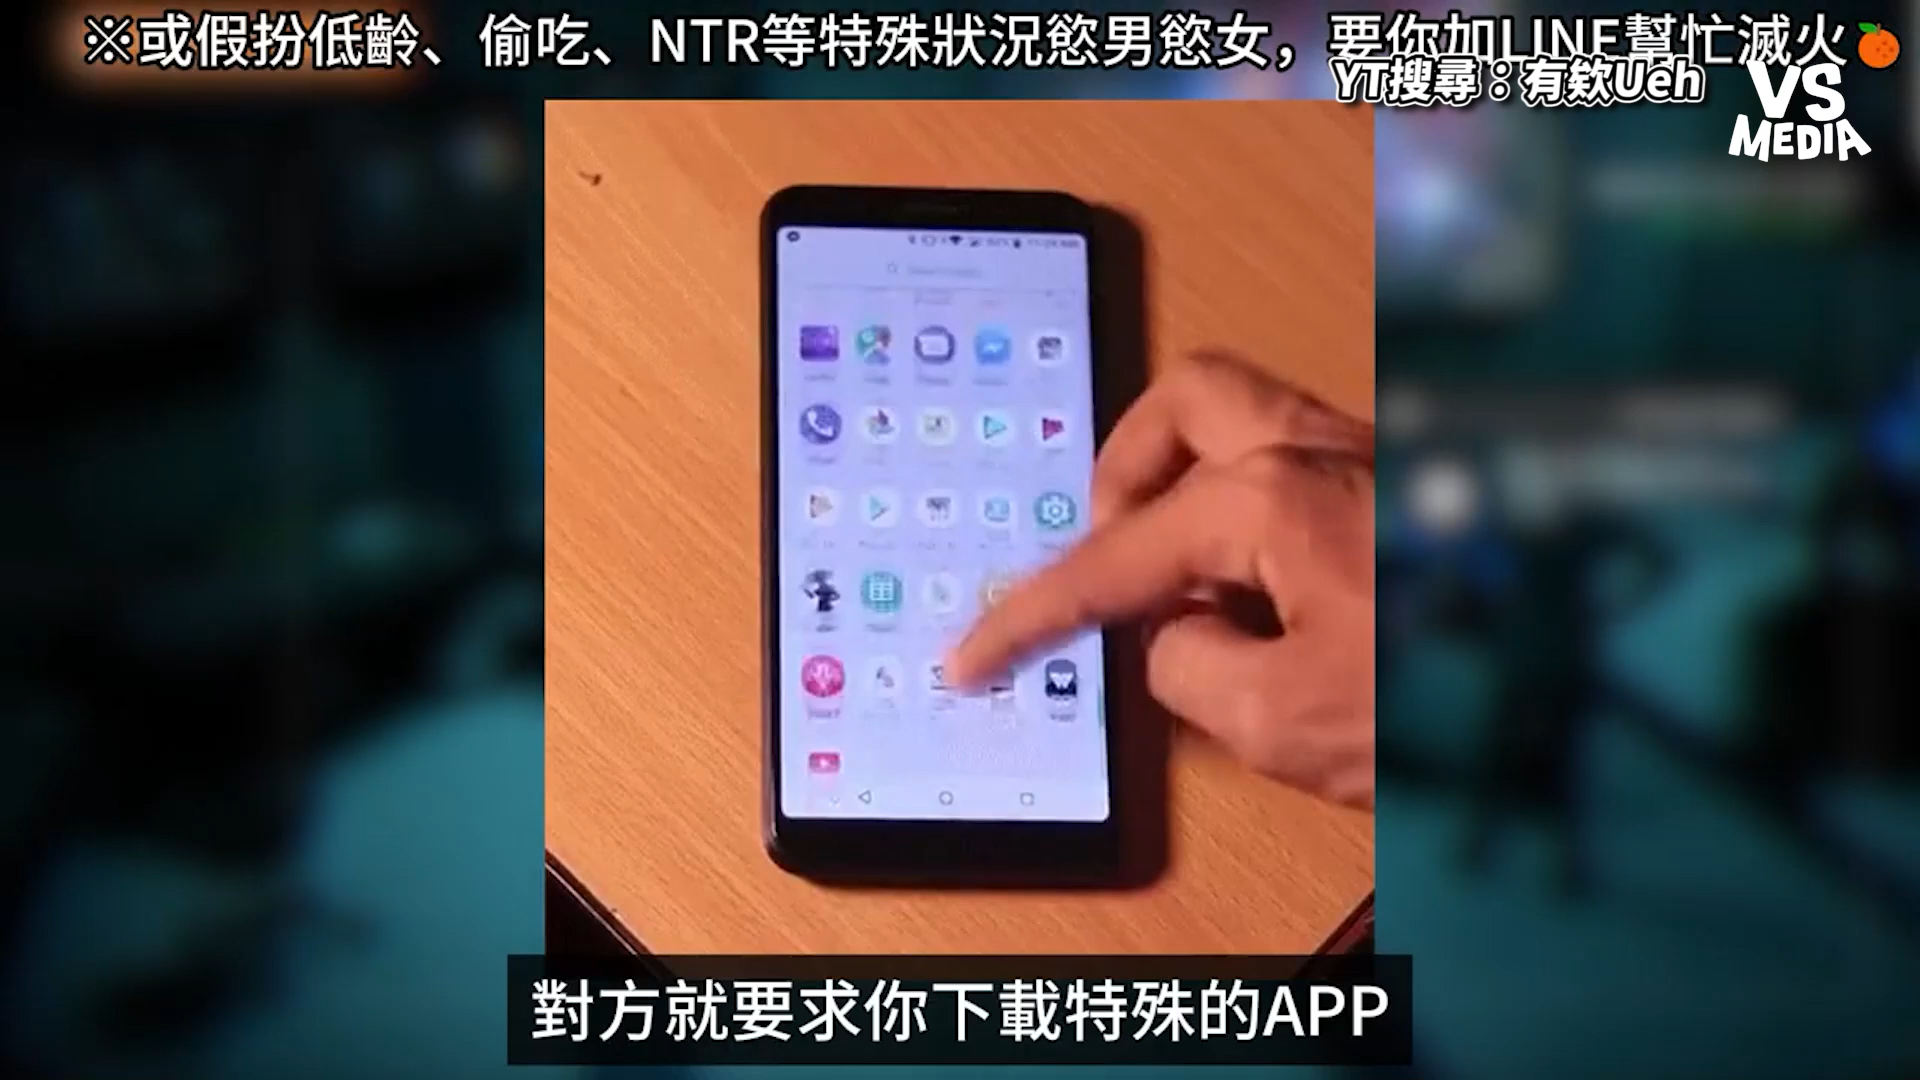 ※或假扮低齡、偷吃、NTR等特殊狀況慾男慾女，要你加LINE幫忙滅火🍊
YT搜尋：有欸Ueh
VS
MEDIA
對方就要求你下載特殊的APP